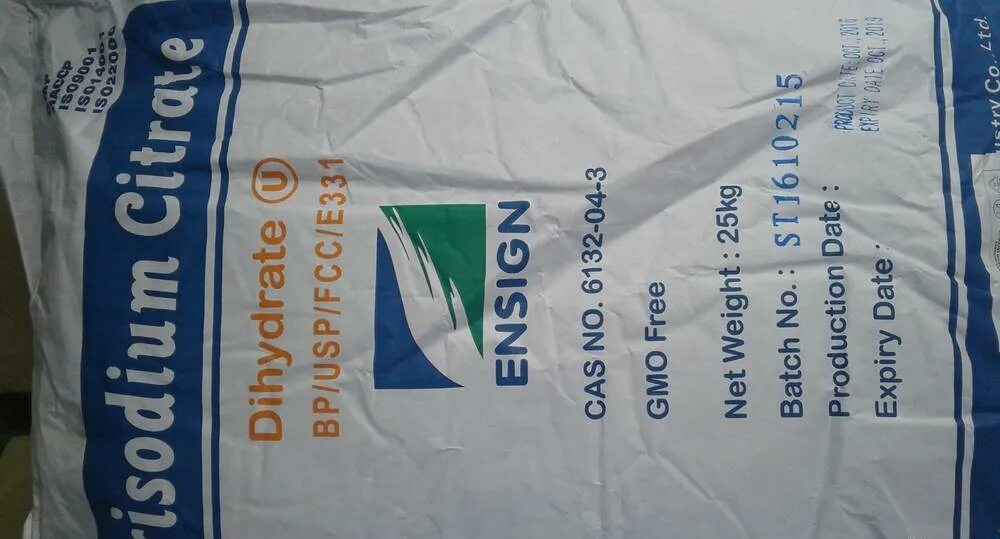 HACCP
ISO9001
ISO14001
ISO22000
risodium Citrate
Dihydrate U
BP/USP/FCC/E331
ENSIGN
CAS NO. 6132-04-3
GMO Free
Net Weight : 25kg
Batch No. : ST1610215
Production Date :
PRODUCT DATE OCT.,2016
Expiry Date :
EXPIRY DATE OCT.,2019
ustry Co., Ltd.